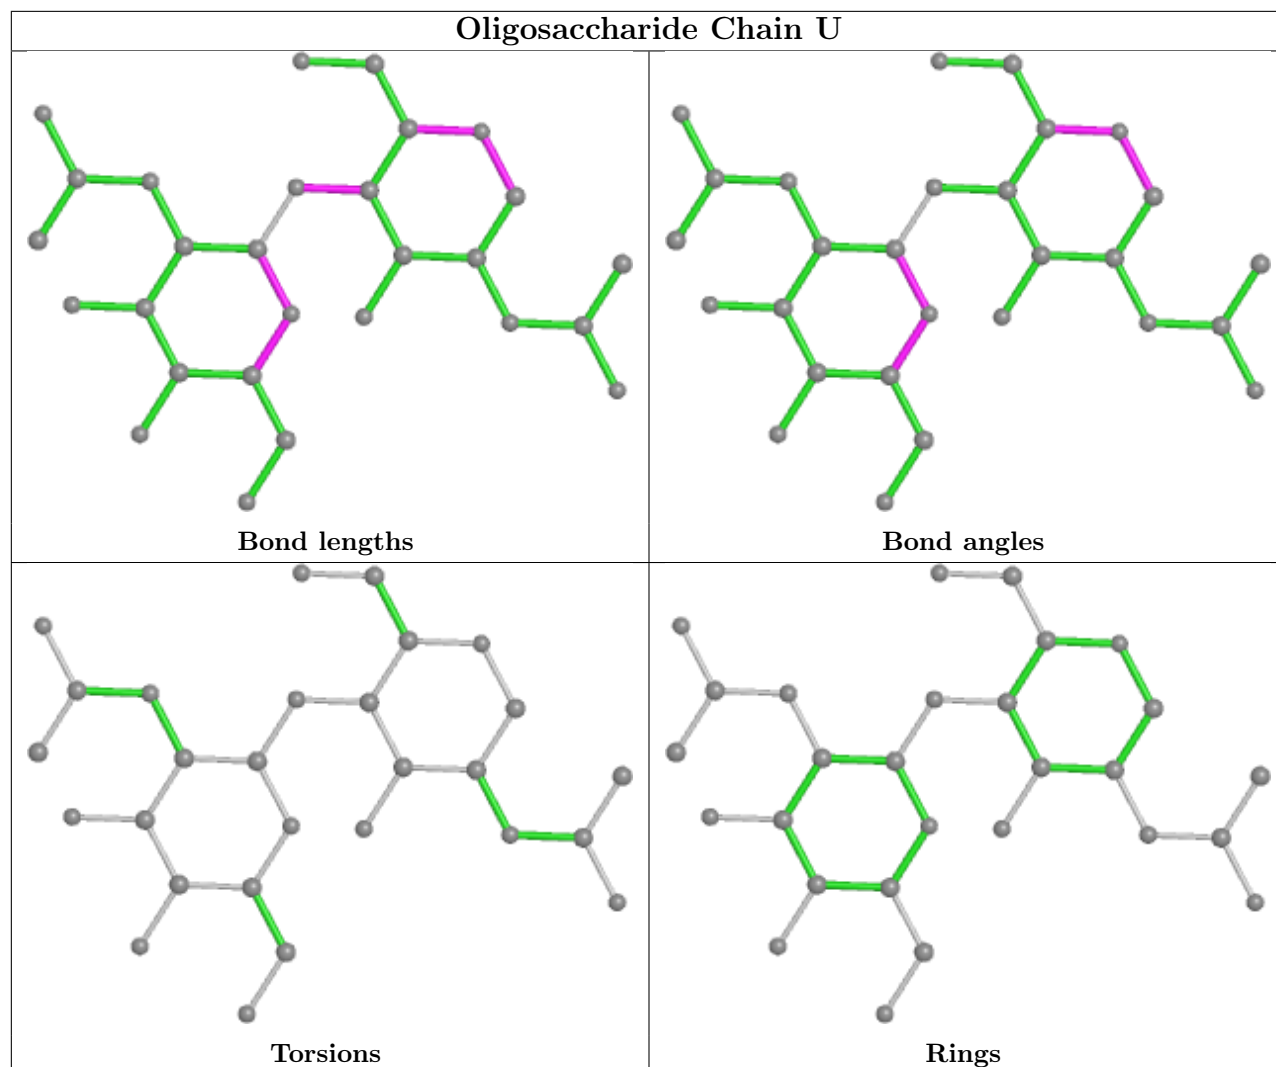 Oligosaccharide Chain U
Bond lengths
Bond angles
Torsions
Rings